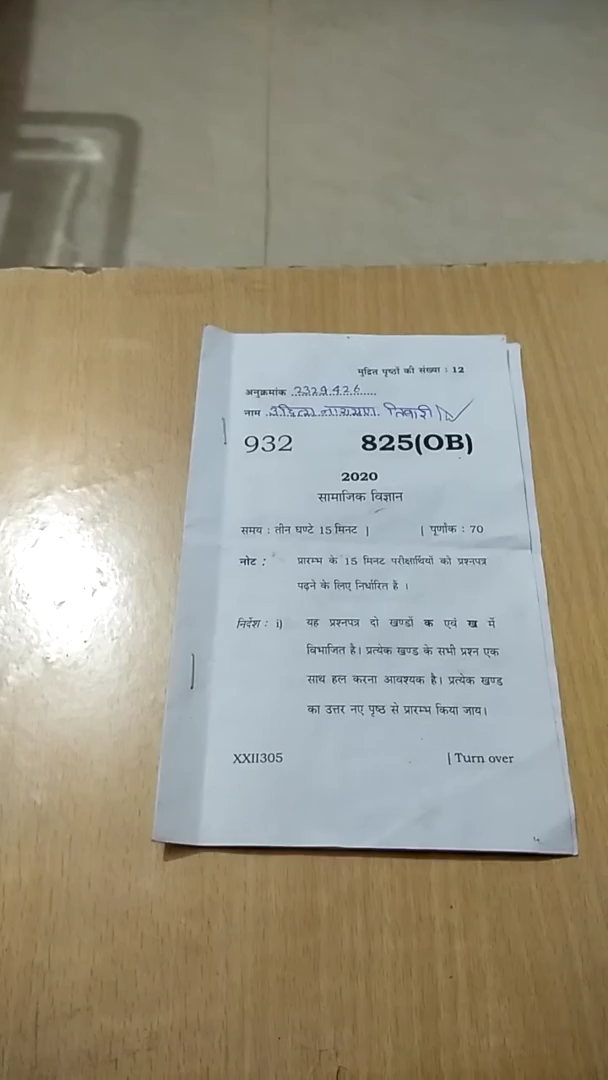 मुद्रित पृष्ठों की संख्या : 12
अनुक्रमांक 2329426
नाम नारायण तिवारी
932 825(OB)
2020
सामाजिक विज्ञान
समय : तीन घण्टे 15 मिनट ] [ पूर्णांक : 70
नोट : प्रारम्भ के 15 मिनट परीक्षार्थियों को प्रश्नपत्र
पढ़ने के लिए निर्धारित हैं ।
निर्देश : i) यह प्रश्नपत्र दो खण्डों क एवं ख में
विभाजित है। प्रत्येक खण्ड के सभी प्रश्न एक
साथ हल करना आवश्यक है। प्रत्येक खण्ड
का उत्तर नए पृष्ठ से प्रारम्भ किया जाय।
XXII305 [ Turn over